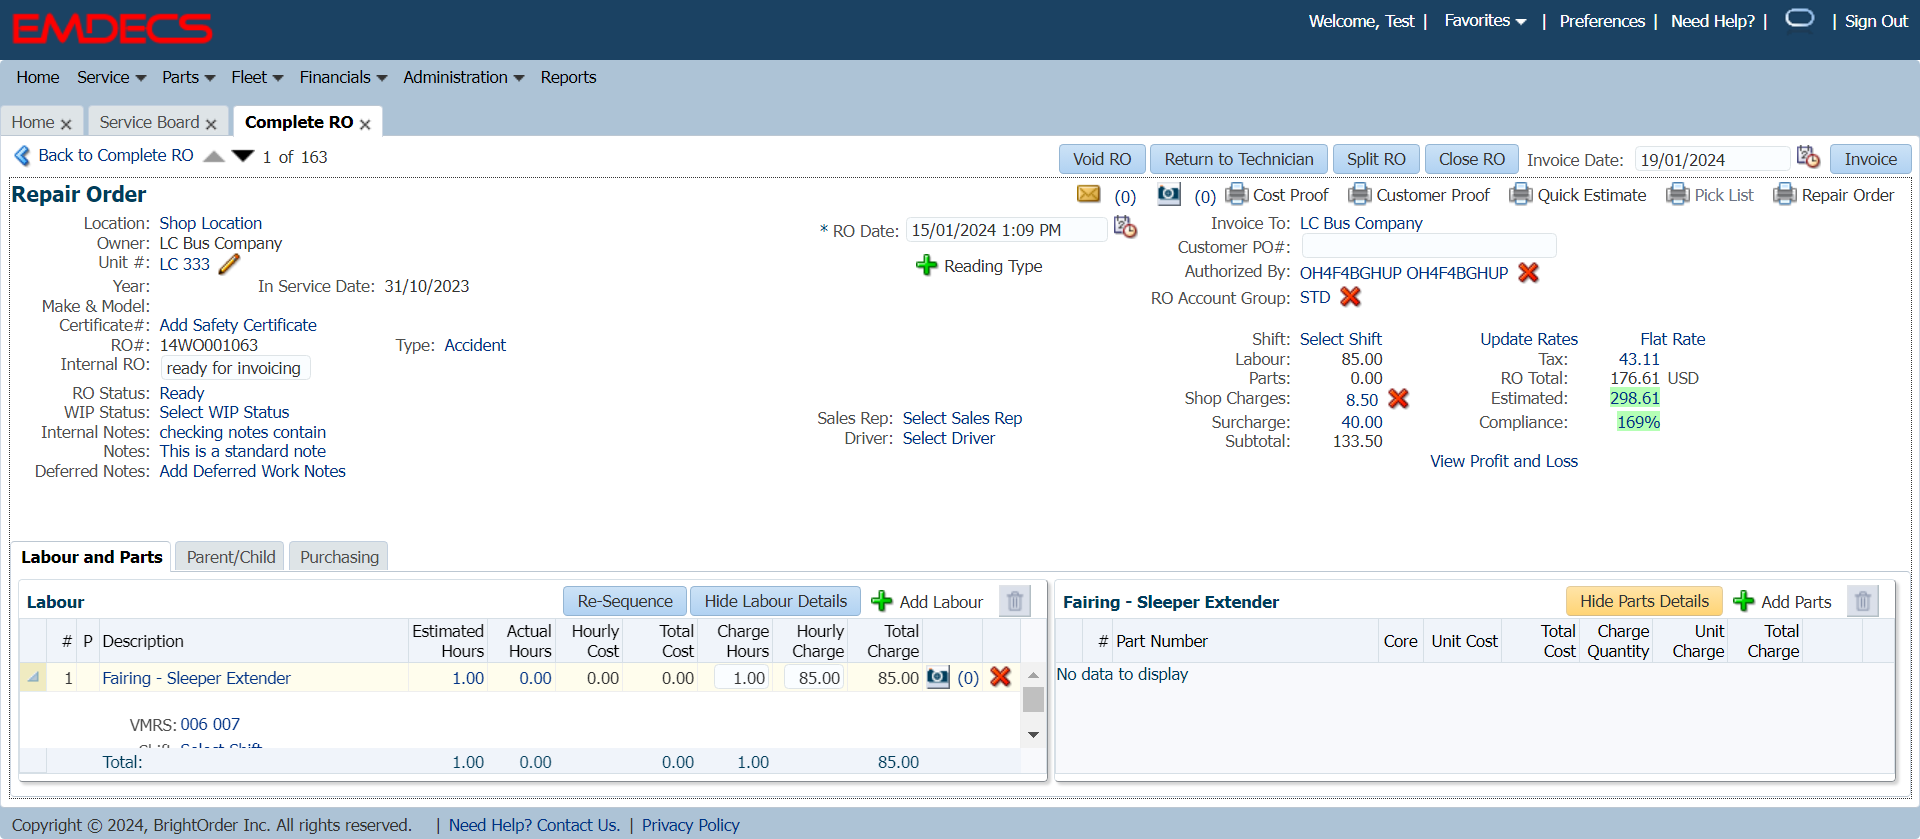 EMDECS
Welcome, Test | Favorites | Preferences | Need Help? | | Sign Out
Home Service Parts Fleet Financials Administration Reports
Home Service Board Complete RO
Back to Complete RO 1 of 163 Void RO Return to Technician Split RO Close RO Invoice Date: 19/01/2024 Invoice
Repair Order (0) (0) Cost Proof Customer Proof Quick Estimate Pick List Repair Order
Location: Shop Location * RO Date: 15/01/2024 1:09 PM Invoice To: LC Bus Company
Owner: LC Bus Company Customer PO#:
Unit #: LC 333 Reading Type Authorized By: OH4F4BGHUP OH4F4BGHUP
Year: In Service Date: 31/10/2023 RO Account Group: STD
Make & Model:
Certificate#: Add Safety Certificate
RO#: 14WO001063 Type: Accident Shift: Select Shift Update Rates Flat Rate
Internal RO: ready for invoicing Labour: 85.00 Tax: 43.11
Parts: 0.00 RO Total: 176.61 USD
RO Status: Ready Shop Charges: 8.50 Estimated: 298.61
WIP Status: Select WIP Status Sales Rep: Select Sales Rep Surcharge: 40.00 Compliance: 169%
Internal Notes: checking notes contain Driver: Select Driver Subtotal: 133.50
Notes: This is a standard note View Profit and Loss
Deferred Notes: Add Deferred Work Notes
Labour and Parts Parent/Child Purchasing
Labour Re-Sequence Hide Labour Details Add Labour
# P Description Estimated Hours Actual Hours Hourly Cost Total Cost Charge Hours Hourly Charge Total Charge
1 Fairing - Sleeper Extender 1.00 0.00 0.00 0.00 1.00 85.00 85.00 (0)
VMRS: 006 007
Shift: Select Shift
Total: 1.00 0.00 0.00 1.00 85.00
Fairing - Sleeper Extender Hide Parts Details Add Parts
# Part Number Core Unit Cost Total Cost Charge Quantity Unit Charge Total Charge
No data to display
Copyright © 2024, BrightOrder Inc. All rights reserved. | Need Help? Contact Us. | Privacy Policy